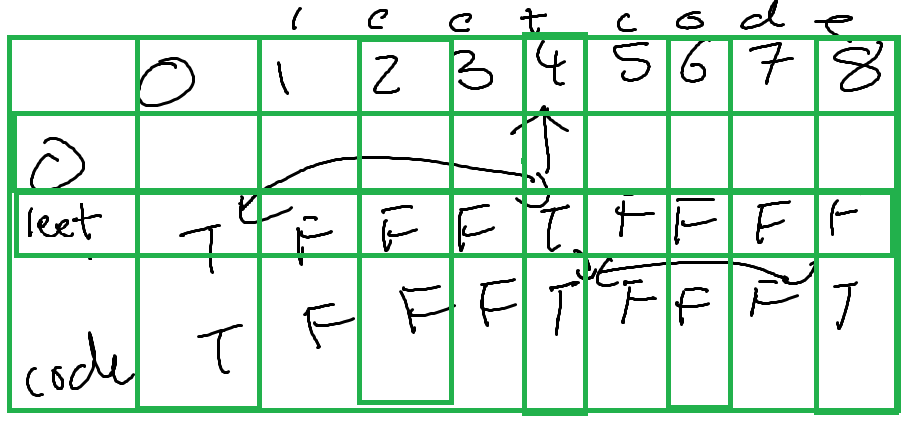 l e e t c o d e
0 1 2 3 4 5 6 7 8
0
leet T F F F T F F F F
code T F F F T F F F T